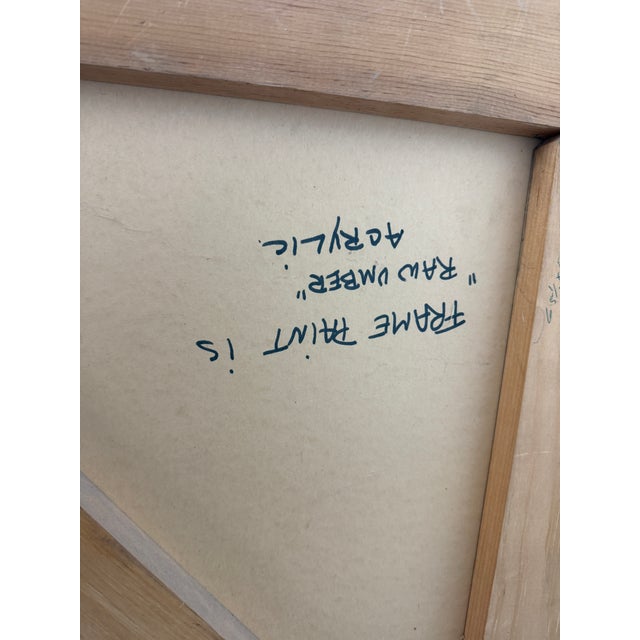 FRAME PAINT iS
"RAW UMBER"
ACRYLiC.